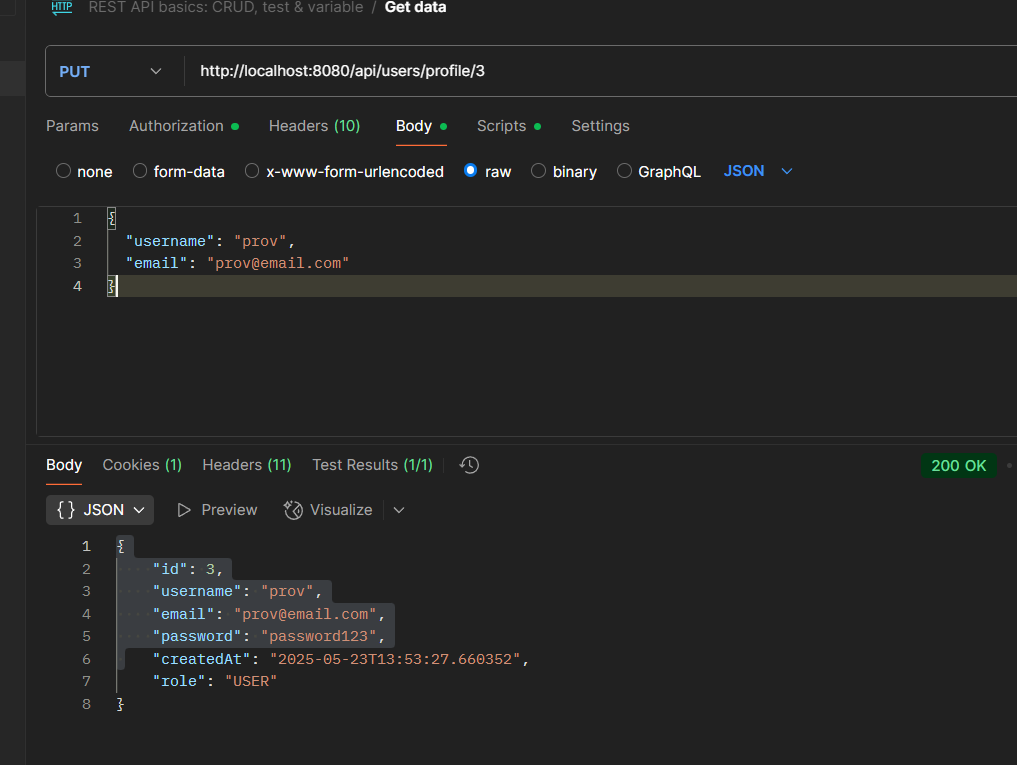 HTTP REST API basics: CRUD, test & variable / Get data
PUT http://localhost:8080/api/users/profile/3
Params Authorization Headers (10) Body Scripts Settings
none form-data x-www-form-urlencoded raw binary GraphQL JSON
1 {
2 "username": "prov",
3 "email": "prov@email.com"
4 }
Body Cookies (1) Headers (11) Test Results (1/1) 200 OK
{} JSON Preview Visualize
1 {
2 "id": 3,
3 "username": "prov",
4 "email": "prov@email.com",
5 "password": "password123",
6 "createdAt": "2025-05-23T13:53:27.660352",
7 "role": "USER"
8 }